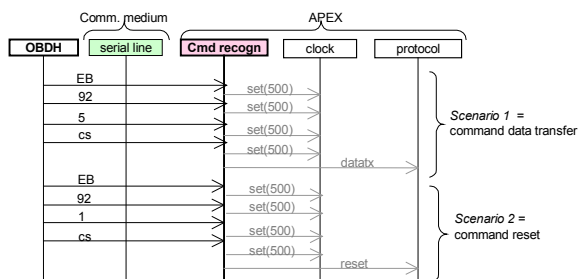 Comm. medium
APEX
OBDH
serial line
Cmd recogn
clock
protocol
EB
set(500)
92
set(500)
5
set(500)
cs
set(500)
datatx
Scenario 1 =
command data transfer
EB
set(500)
92
set(500)
1
set(500)
cs
set(500)
reset
Scenario 2 =
command reset